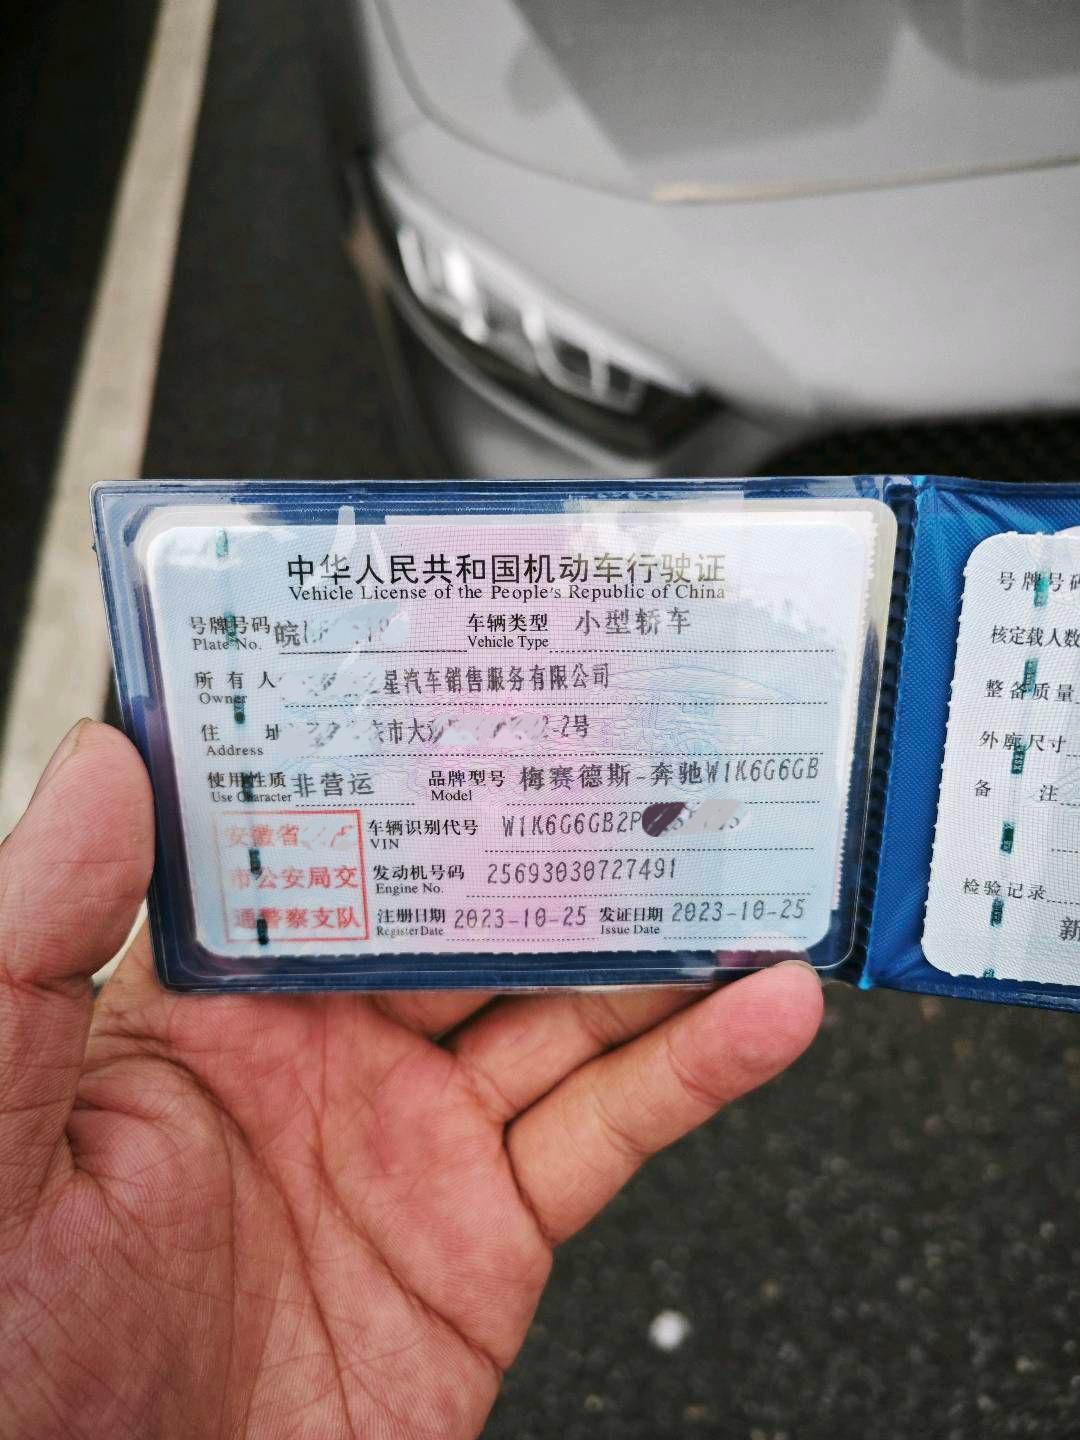 中华人民共和国机动车行驶证
Vehicle License of the People's Republic of China
号牌号码 皖 车辆类型 小型轿车
Plate No. Vehicle Type
所有人 星汽车销售服务有限公司
Owner
住址 市大 2-2号
Address
使用性质 非营运 品牌型号 梅赛德斯-奔驰W1K6G6GB
Use Character Model
安徽省
市公安局交
通警察支队
车辆识别代号 W1K6G6GB2P
VIN
发动机号码 25693030727491
Engine No.
注册日期 2023-10-25 发证日期 2023-10-25
Register Date Issue Date
号牌号码
核定载人数
整备质量
外廓尺寸
备注
检验记录
新